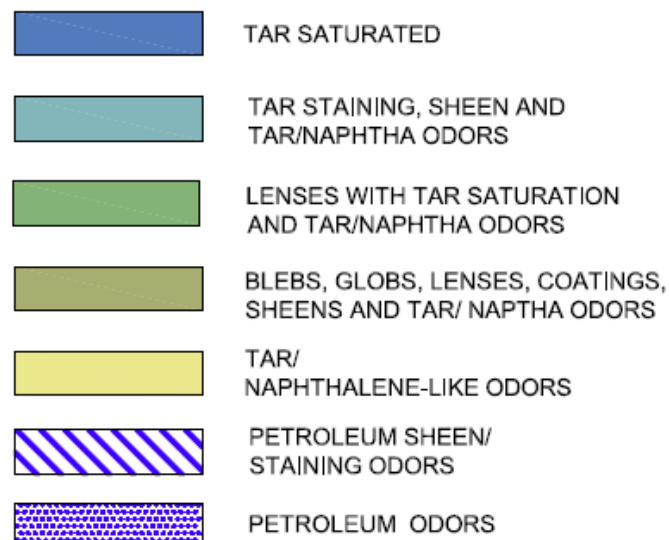 TAR SATURATED
TAR STAINING, SHEEN AND
TAR/NAPHTHA ODORS
LENSES WITH TAR SATURATION
AND TAR/NAPHTHA ODORS
BLEBS, GLOBS, LENSES, COATINGS,
SHEENS AND TAR/ NAPTHA ODORS
TAR/
NAPHTHALENE-LIKE ODORS
PETROLEUM SHEEN/
STAINING ODORS
PETROLEUM ODORS